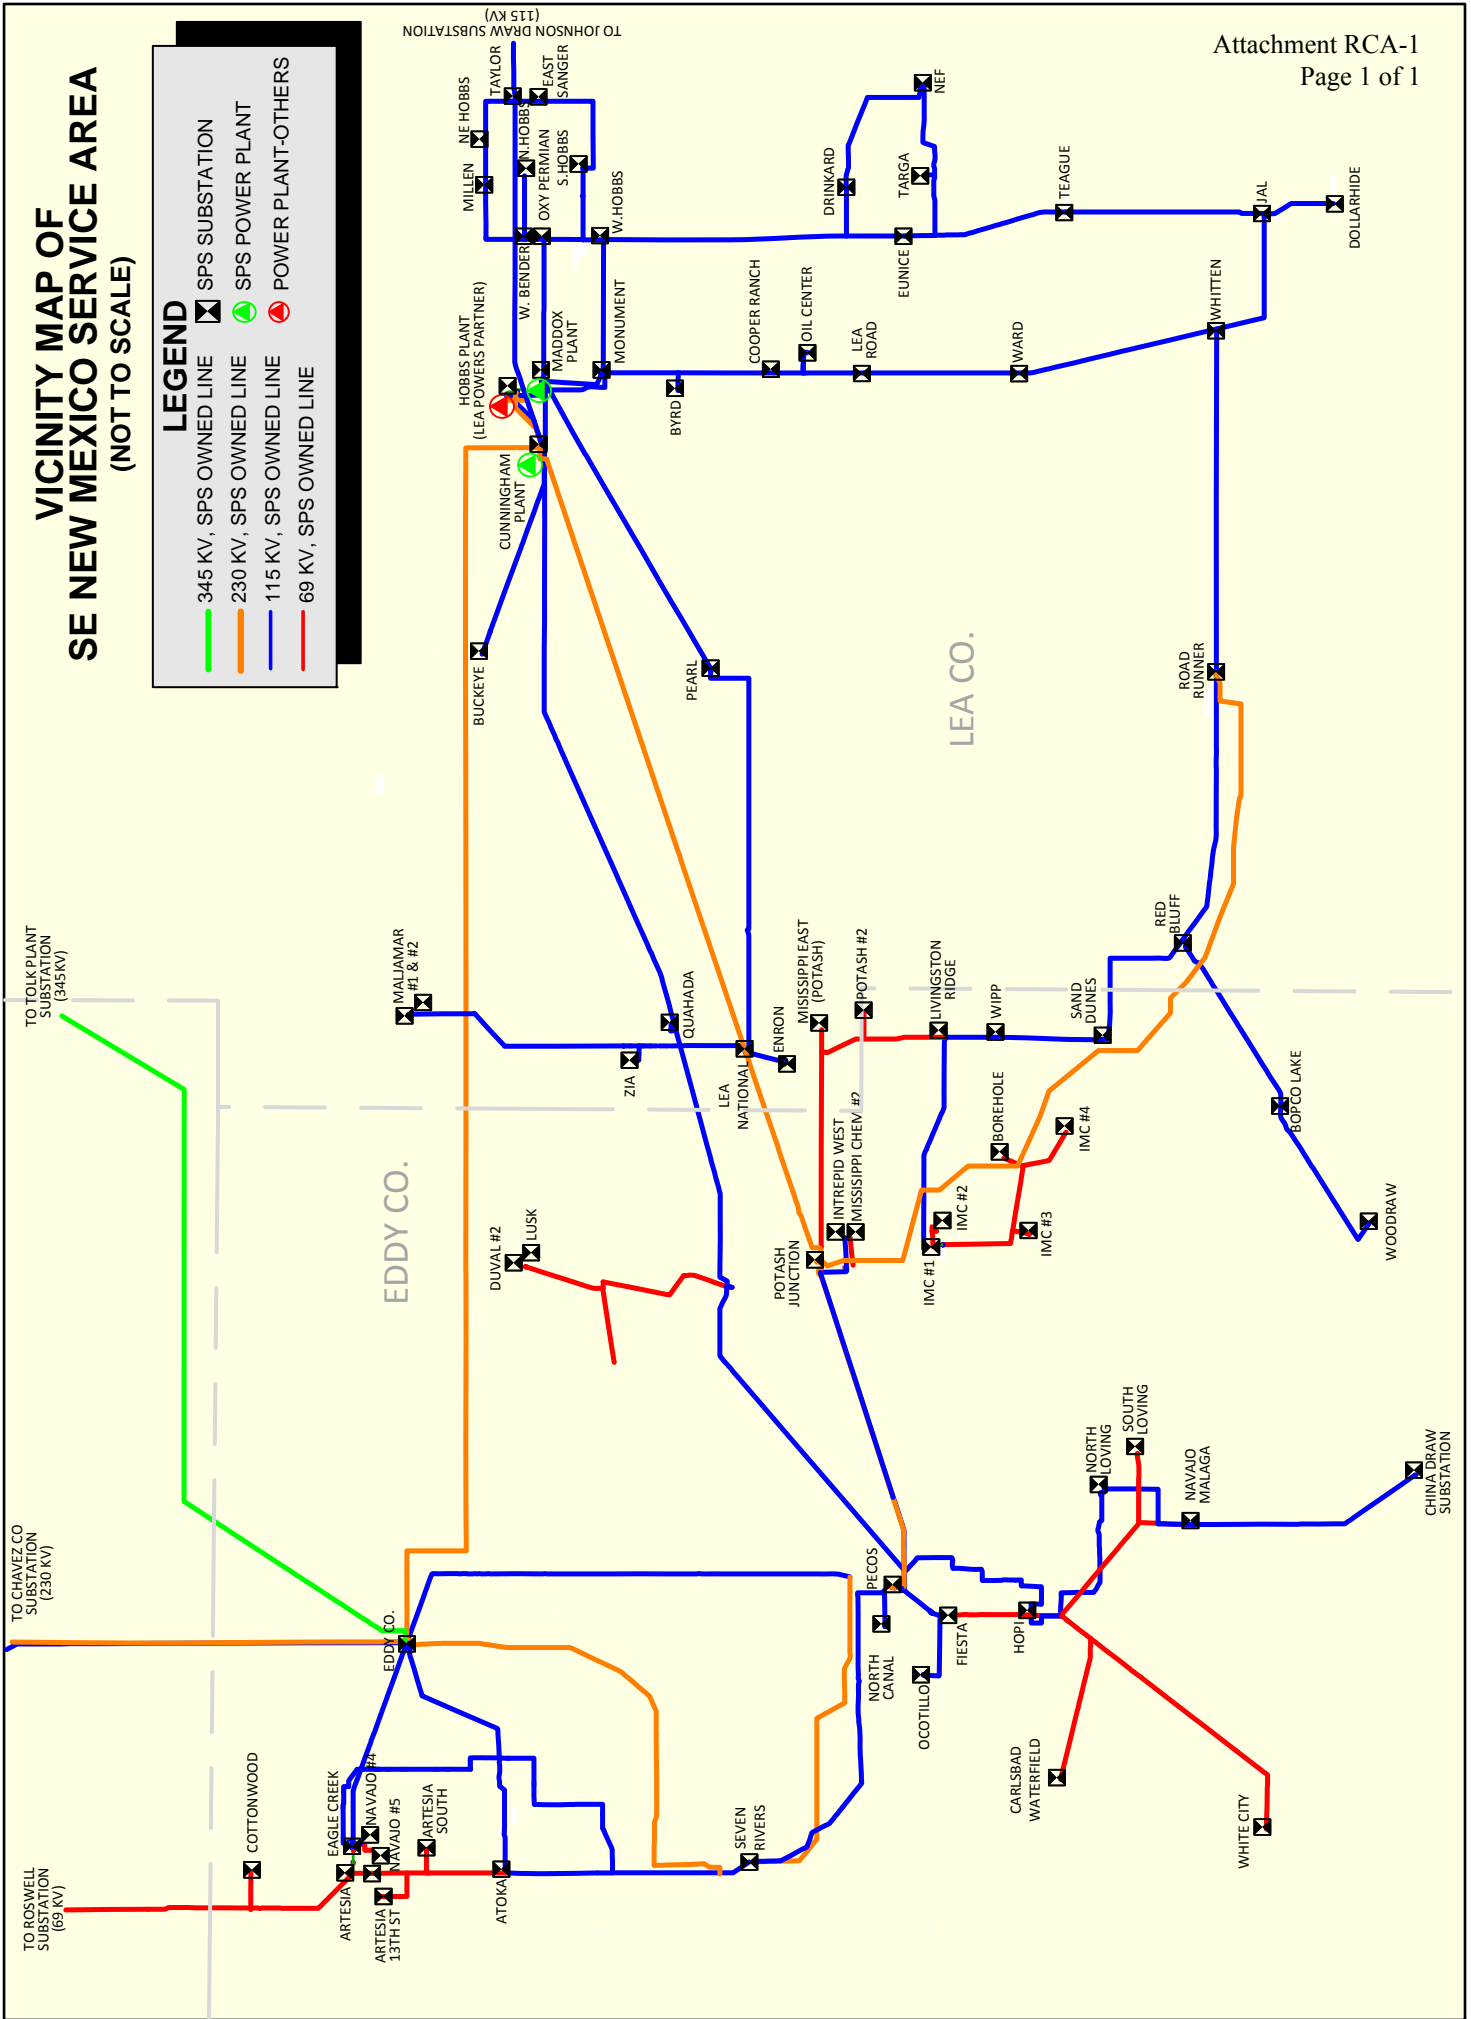 Attachment RCA-1
Page 1 of 1
VICINITY MAP OF
SE NEW MEXICO SERVICE AREA
(NOT TO SCALE)
LEGEND
345 KV, SPS OWNED LINE
230 KV, SPS OWNED LINE
115 KV, SPS OWNED LINE
69 KV, SPS OWNED LINE
SPS SUBSTATION
SPS POWER PLANT
POWER PLANT-OTHERS
TO ROSWELL
SUBSTATION
(69 KV)
TO CHAVEZ CO
SUBSTATION
(230 KV)
TO TOLK PLANT
SUBSTATION
(345KV)
TO JOHNSON DRAW SUBSTATION
(115 KV)
COTTONWOOD
EAGLE CREEK
NAVAJO #4
NAVAJO #5
ARTESIA
ARTESIA
13TH ST
ARTESIA
SOUTH
ATOKA
EDDY CO.
SEVEN
RIVERS
EDDY CO.
DUVAL #2
LUSK
MALJAMAR
#1 & #2
ZIA
QUAHADA
LEA
NATIONAL
ENRON
BUCKEYE
PEARL
CUNNINGHAM
PLANT
HOBBS PLANT
(LEA POWERS PARTNER)
MADDOX
PLANT
W. BENDER
MONUMENT
MILLEN
NE HOBBS
TAYLOR
EAST
SANGER
N.HOBBS
OXY PERMIAN
S.HOBBS
W.HOBBS
BYRD
COOPER RANCH
OIL CENTER
LEA
ROAD
WARD
WHITTEN
DRINKARD
TARGA
NEF
EUNICE
TEAGUE
JAL
DOLLARHIDE
LEA CO.
ROAD
RUNNER
RED
BLUFF
SAND
DUNES
WIPP
LIVINGSTON
RIDGE
POTASH #2
MISISSIPPI EAST
(POTASH)
INTREPID WEST
MISSISIPPI CHEM. #2
POTASH
JUNCTION
IMC #1
IMC #2
IMC #3
IMC #4
BOREHOLE
BOPCO LAKE
WOODRAW
PECOS
NORTH
CANAL
OCOTILLO
FIESTA
HOPI
NORTH
LOVING
SOUTH
LOVING
NAVAJO
MALAGA
CHINA DRAW
SUBSTATION
CARLSBAD
WATERFIELD
WHITE CITY